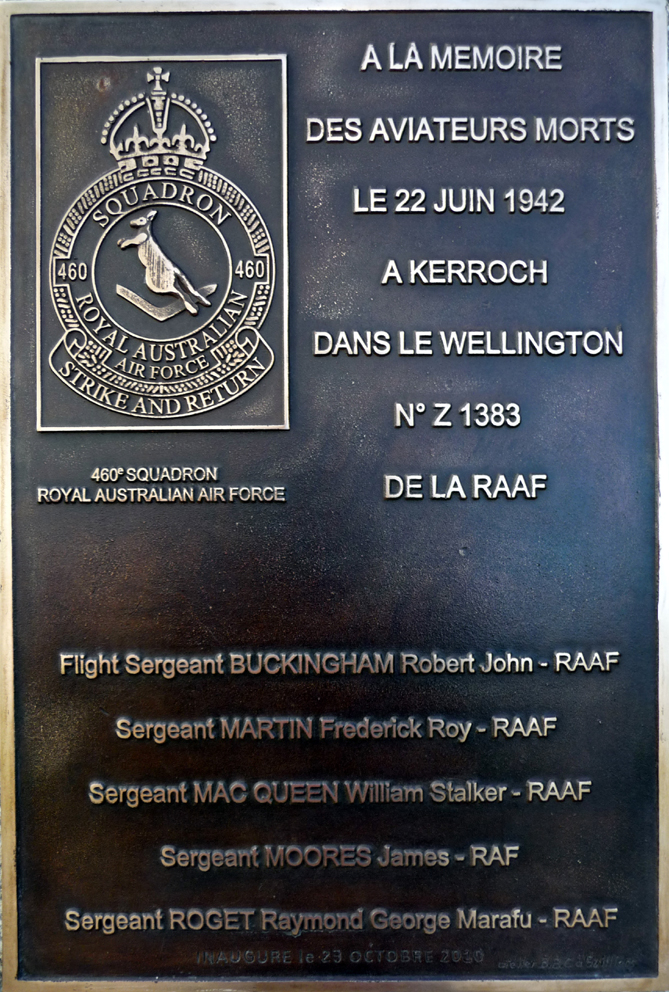 SQUADRON
460 460
ROYAL AUSTRALIAN
AIR FORCE
STRIKE AND RETURN
460e SQUADRON
ROYAL AUSTRALIAN AIR FORCE
A LA MEMOIRE
DES AVIATEURS MORTS
LE 22 JUIN 1942
A KERROCH
DANS LE WELLINGTON
N° Z 1383
DE LA RAAF
Flight Sergeant BUCKINGHAM Robert John - RAAF
Sergeant MARTIN Frederick Roy - RAAF
Sergeant MAC QUEEN William Stalker - RAAF
Sergeant MOORES James - RAF
Sergeant ROGET Raymond George Marafu - RAAF
INAUGURE le 23 OCTOBRE 2010